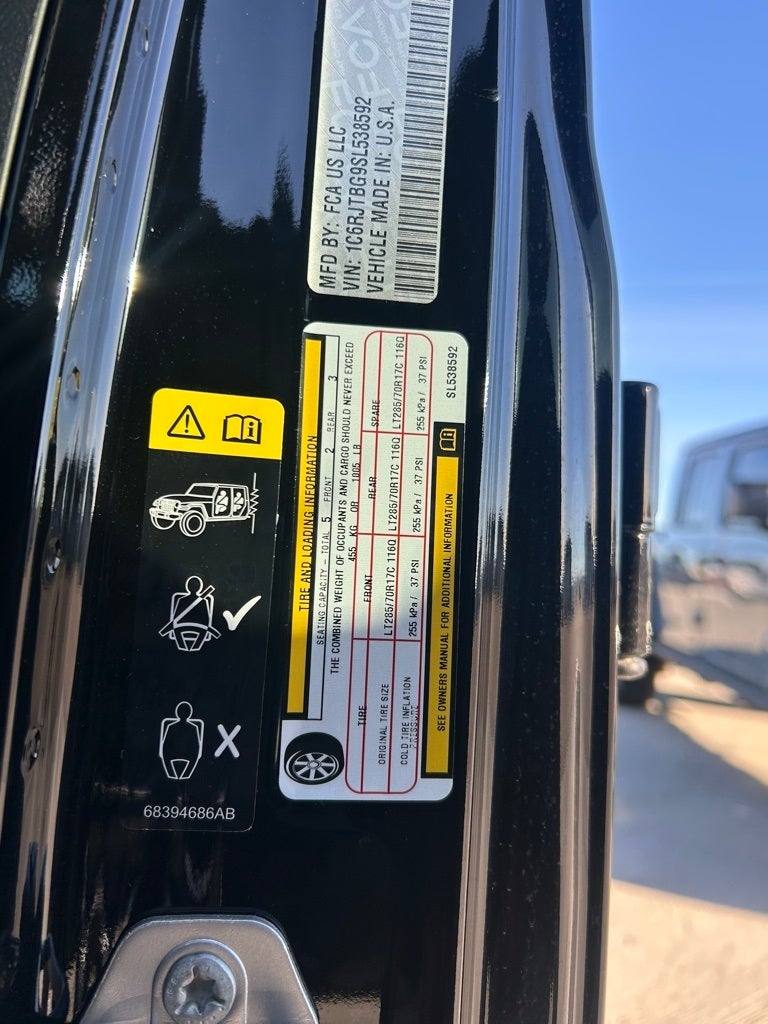 MFD BY: FCA US LLC
VIN: 1C6RJTBG9SL538592
VEHICLE MADE IN: U.S.A.
TIRE AND LOADING INFORMATION
SEATING CAPACITY – TOTAL 5 FRONT 2 REAR 3
THE COMBINED WEIGHT OF OCCUPANTS AND CARGO SHOULD NEVER EXCEED
455 KG OR 1005 LB
TIRE FRONT REAR SPARE
ORIGINAL TIRE SIZE LT285/70R17C 116Q LT285/70R17C 116Q LT285/70R17C 116Q
COLD TIRE INFLATION PRESSURE 255 kPa / 37 PSI 255 kPa / 37 PSI 255 kPa / 37 PSI
SEE OWNERS MANUAL FOR ADDITIONAL INFORMATION
SL538592
68394686AB